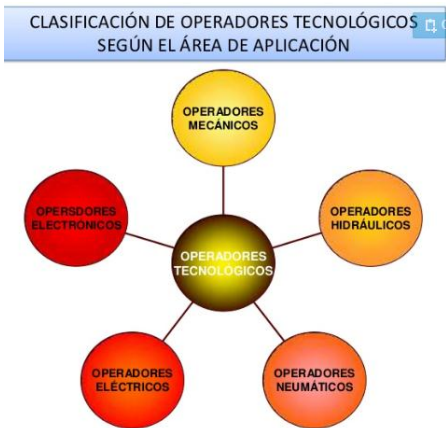 CLASIFICACIÓN DE OPERADORES TECNOLÓGICOS
SEGÚN EL ÁREA DE APLICACIÓN
OPERADORES
MECÁNICOS
OPERSDORES
ELECTRÓNICOS
OPERADORES
HIDRÁULICOS
OPERADORES
TECNOLÓGICOS
OPERADORES
ELÉCTRICOS
OPERADORES
NEUMÁTICOS